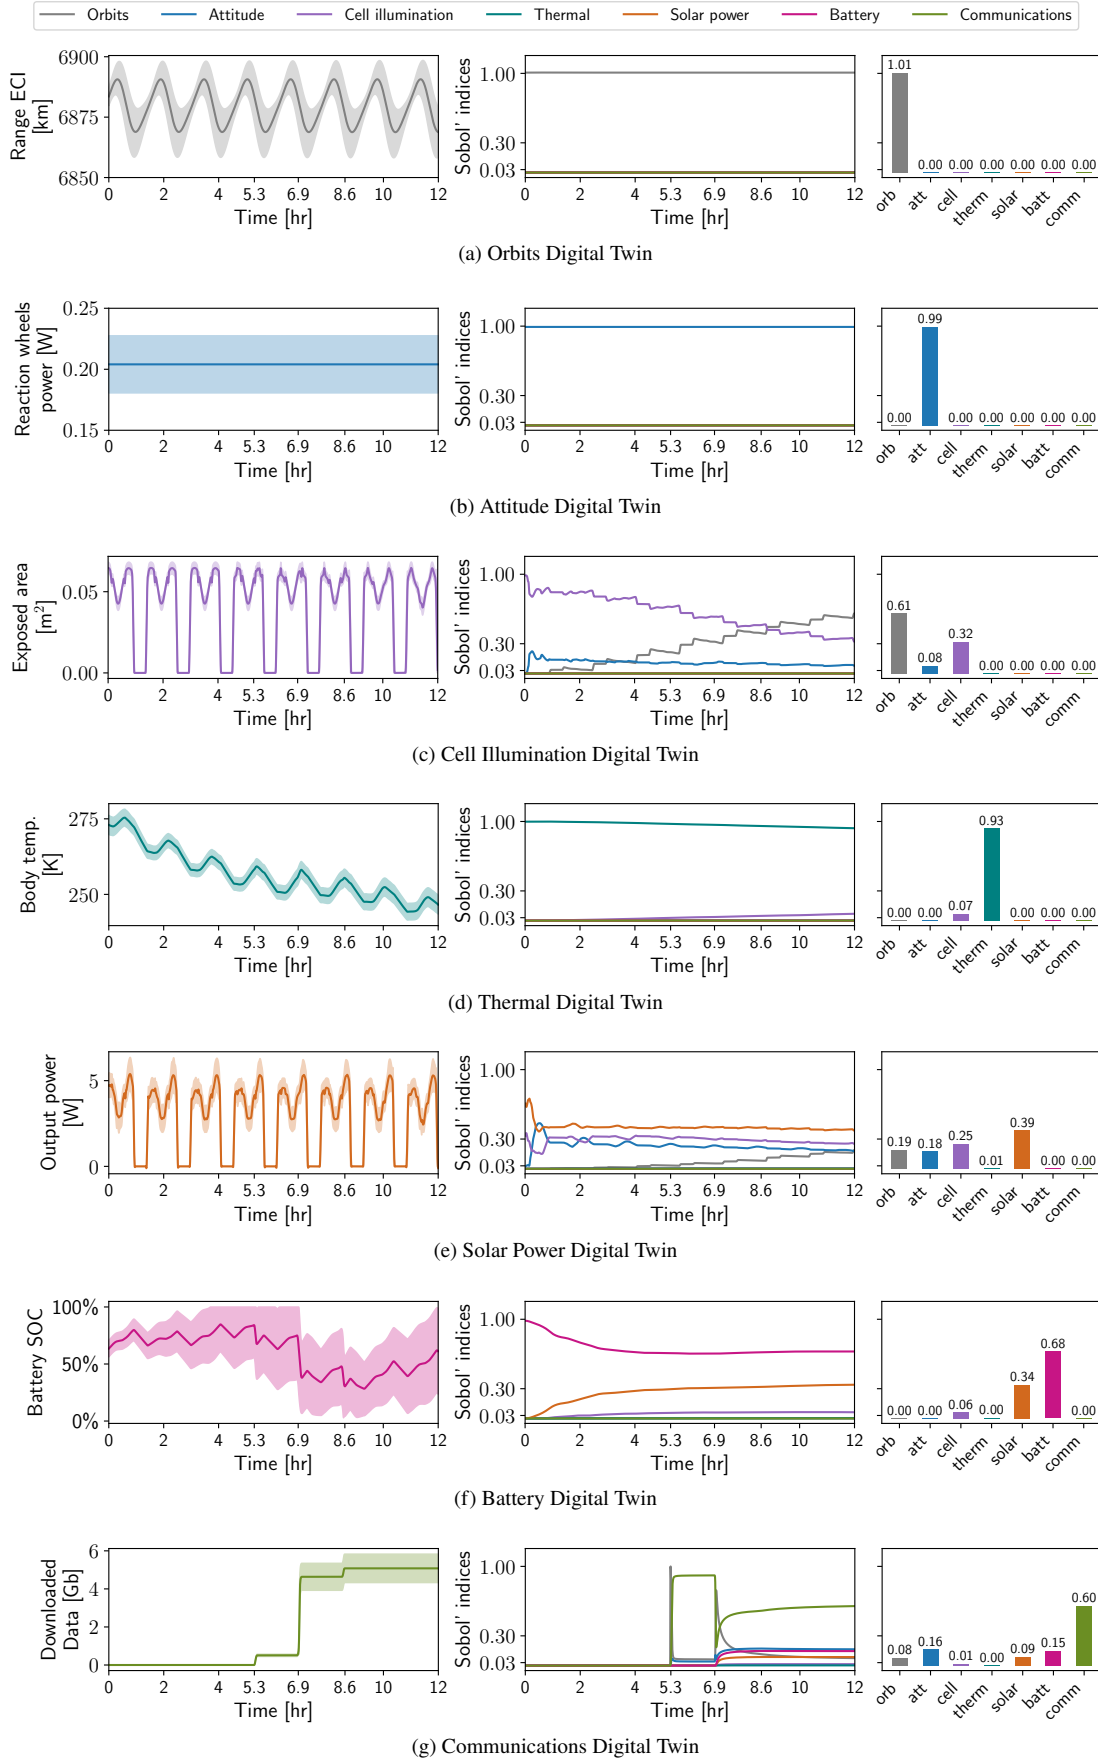 Orbits Attitude Cell illumination Thermal Solar power Battery Communications
Range ECI
[km]
6900
6875
6850
0 2 4 5.3 6.9 8.6 10 12
Time [hr]
Sobol' indices
1.00
0.30
0.03
0 2 4 5.3 6.9 8.6 10 12
Time [hr]
1.01 0.00 0.00 0.00 0.00 0.00 0.00
orb att cell therm solar batt comm
(a) Orbits Digital Twin
Reaction wheels
power [W]
0.25
0.20
0.15
0 2 4 5.3 6.9 8.6 10 12
Time [hr]
Sobol' indices
1.00
0.30
0.03
0 2 4 5.3 6.9 8.6 10 12
Time [hr]
0.00 0.99 0.00 0.00 0.00 0.00 0.00
orb att cell therm solar batt comm
(b) Attitude Digital Twin
Exposed area
[m²]
0.05
0.00
0 2 4 5.3 6.9 8.6 10 12
Time [hr]
Sobol' indices
1.00
0.30
0.03
0 2 4 5.3 6.9 8.6 10 12
Time [hr]
0.61 0.08 0.32 0.00 0.00 0.00 0.00
orb att cell therm solar batt comm
(c) Cell Illumination Digital Twin
Body temp.
[K]
275
250
0 2 4 5.3 6.9 8.6 10 12
Time [hr]
Sobol' indices
1.00
0.30
0.03
0 2 4 5.3 6.9 8.6 10 12
Time [hr]
0.00 0.00 0.07 0.93 0.00 0.00 0.00
orb att cell therm solar batt comm
(d) Thermal Digital Twin
Output power
[W]
5
0
0 2 4 5.3 6.9 8.6 10 12
Time [hr]
Sobol' indices
1.00
0.30
0.03
0 2 4 5.3 6.9 8.6 10 12
Time [hr]
0.19 0.18 0.25 0.01 0.39 0.00 0.00
orb att cell therm solar batt comm
(e) Solar Power Digital Twin
Battery SOC
100%
50%
0%
0 2 4 5.3 6.9 8.6 10 12
Time [hr]
Sobol' indices
1.00
0.30
0.03
0 2 4 5.3 6.9 8.6 10 12
Time [hr]
0.00 0.00 0.06 0.00 0.34 0.68 0.00
orb att cell therm solar batt comm
(f) Battery Digital Twin
Downloaded
Data [Gb]
6
4
2
0
0 2 4 5.3 6.9 8.6 10 12
Time [hr]
Sobol' indices
1.00
0.30
0.03
0 2 4 5.3 6.9 8.6 10 12
Time [hr]
0.08 0.16 0.01 0.00 0.09 0.15 0.60
orb att cell therm solar batt comm
(g) Communications Digital Twin